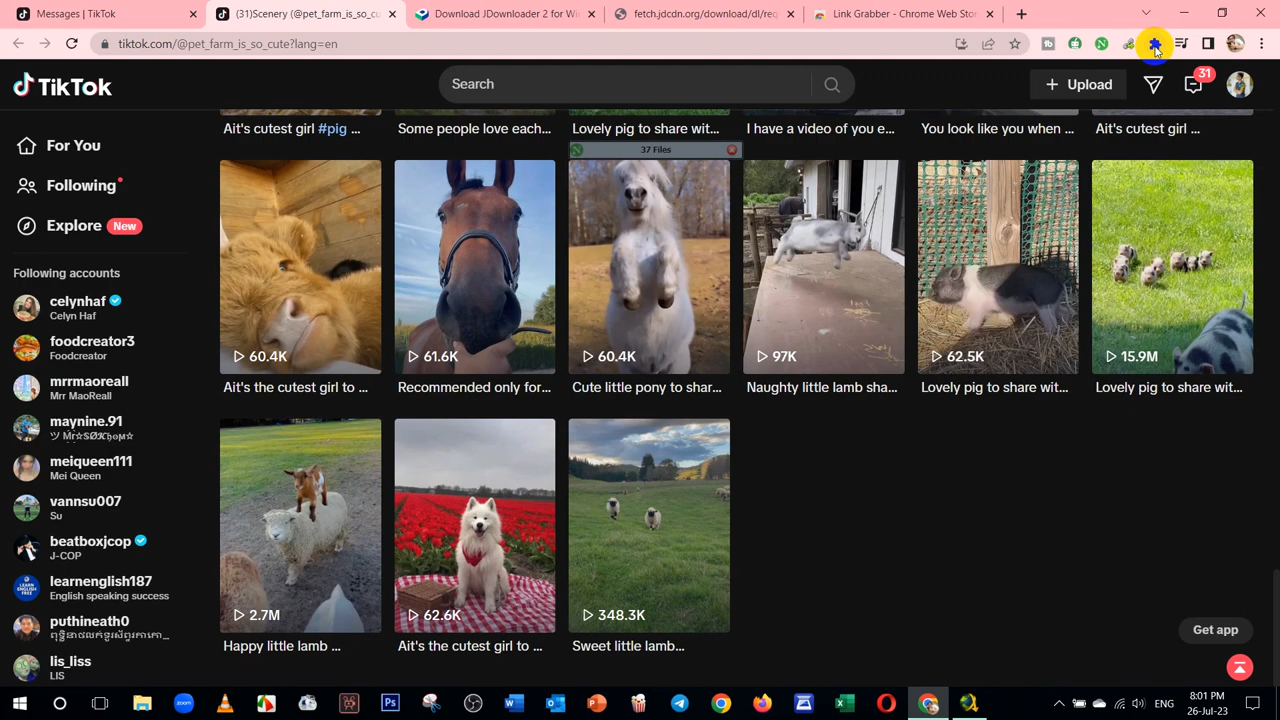 Messages | TikTok
(31)Scenery (@pet_farm_is_so_cu
Download JDownloader 2 for Wi
fetch.jdcdn.org/download/dl/req
Link Grabber - Chrome Web Stor
tiktok.com/@pet_farm_is_so_cute?lang=en
TikTok
Search
Upload
31
For You
Following
Explore New
Following accounts
celynhaf
Celyn Haf
foodcreator3
Foodcreator
mrrmaoreall
Mrr MaoReall
maynine.91
meiqueen111
Mei Queen
vannsu007
Su
beatboxjcop
J-COP
learnenglish187
English speaking success
puthineath0
lis_liss
LIS
Ait's cutest girl #pig ...
Some people love each...
Lovely pig to share wit...
I have a video of you e...
You look like you when ...
Ait's cutest girl ...
37 Files
60.4K
61.6K
60.4K
97K
62.5K
15.9M
Ait's the cutest girl to ...
Recommended only for...
Cute little pony to shar...
Naughty little lamb sha...
Lovely pig to share wit...
Lovely pig to share wit...
2.7M
62.6K
348.3K
Happy little lamb ...
Ait's the cutest girl to ...
Sweet little lamb...
Get app
ENG
8:01 PM
26-Jul-23